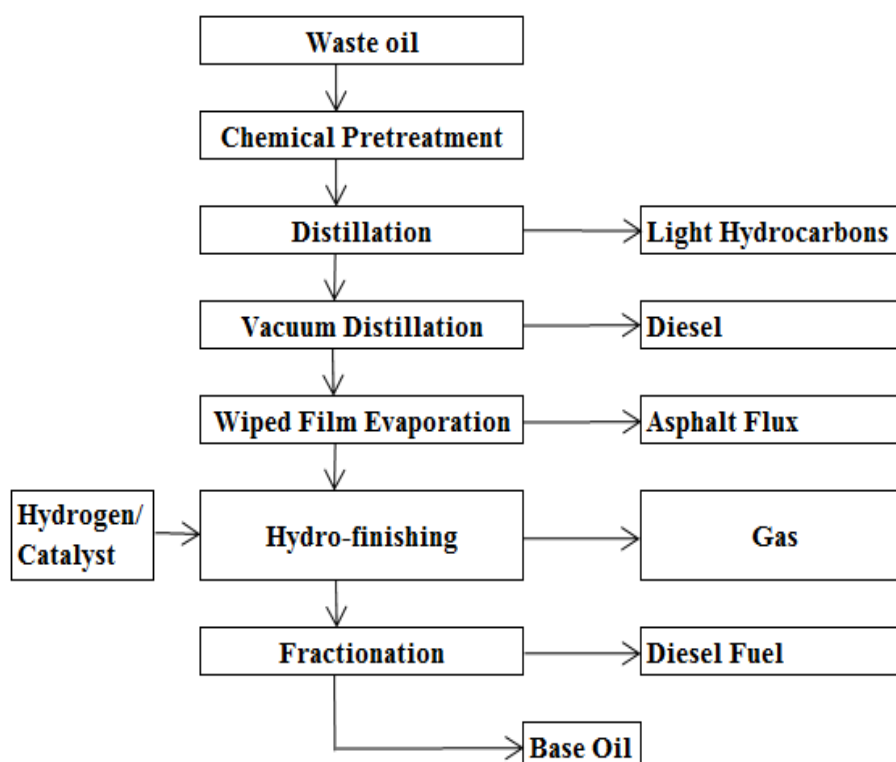 Waste oil
Chemical Pretreatment
Distillation
Light Hydrocarbons
Vacuum Distillation
Diesel
Wiped Film Evaporation
Asphalt Flux
Hydrogen/
Catalyst
Hydro-finishing
Gas
Fractionation
Diesel Fuel
Base Oil